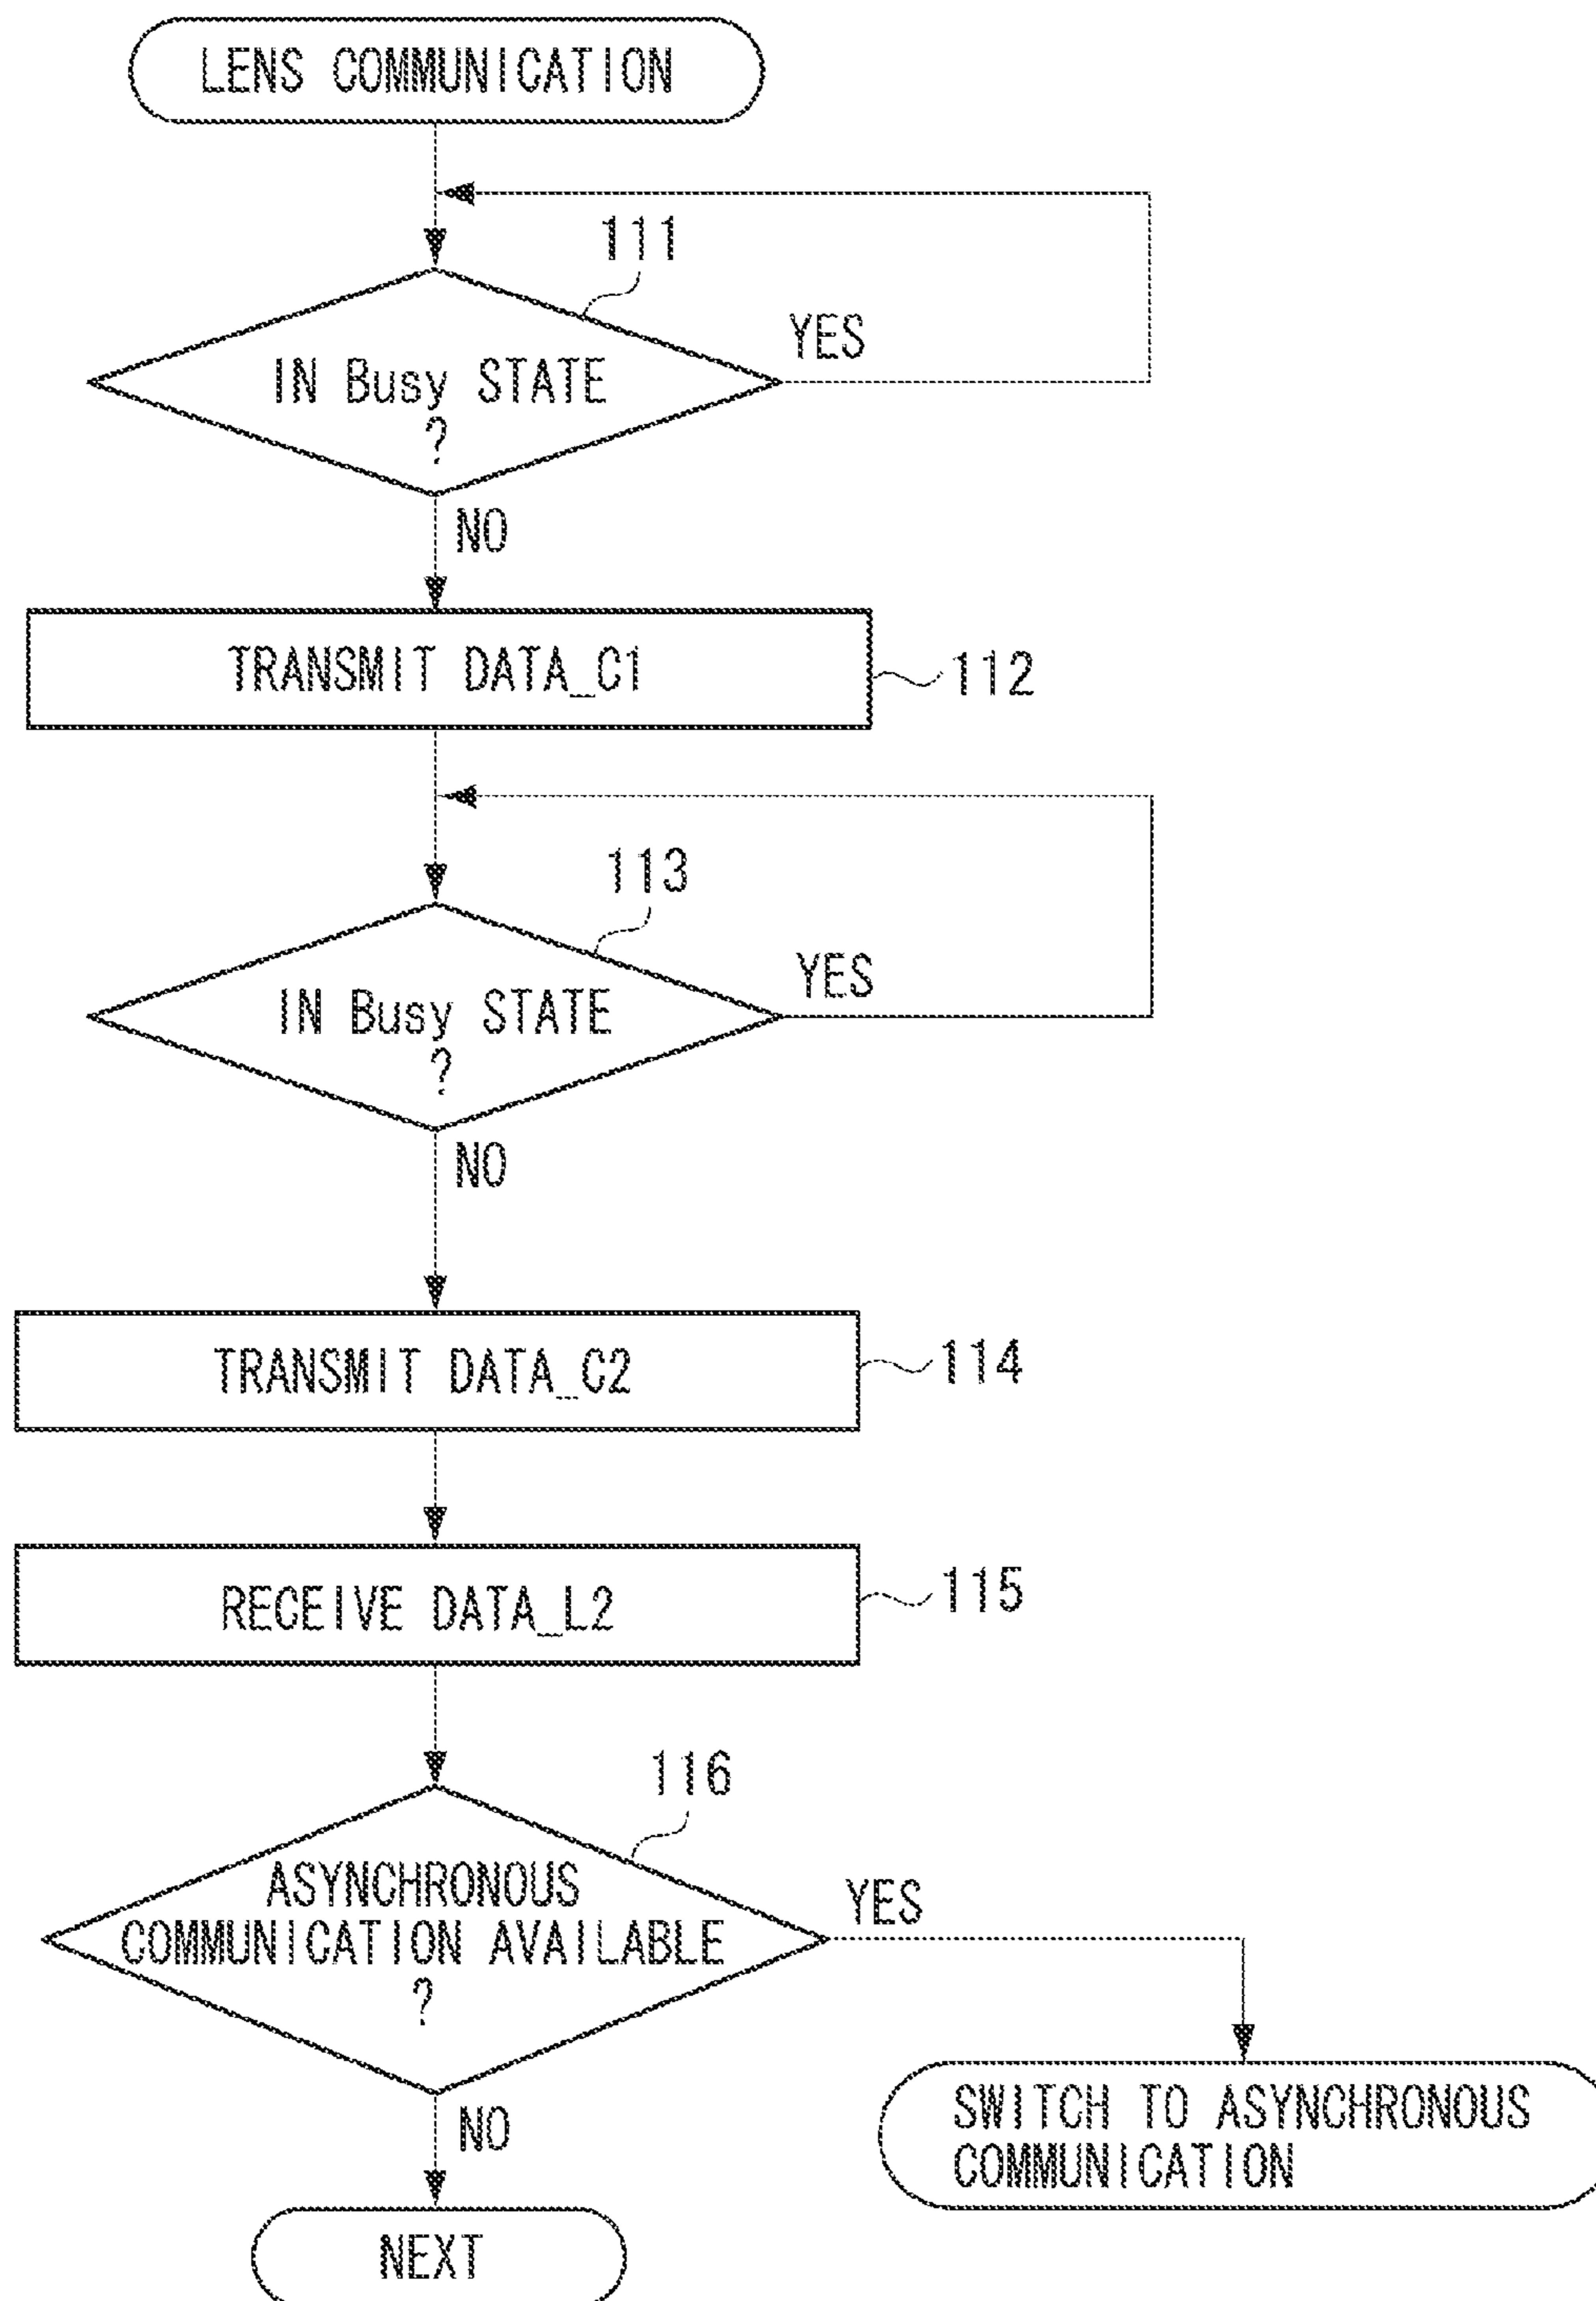 LENS COMMUNICATION
111
YES
IN Busy STATE
?
NO
TRANSMIT DATA_C1
112
113
YES
IN Busy STATE
?
NO
TRANSMIT DATA_C2
114
RECEIVE DATA_L2
115
116
ASYNCHRONOUS
COMMUNICATION AVAILABLE
?
YES
NO
SWITCH TO ASYNCHRONOUS
COMMUNICATION
NEXT